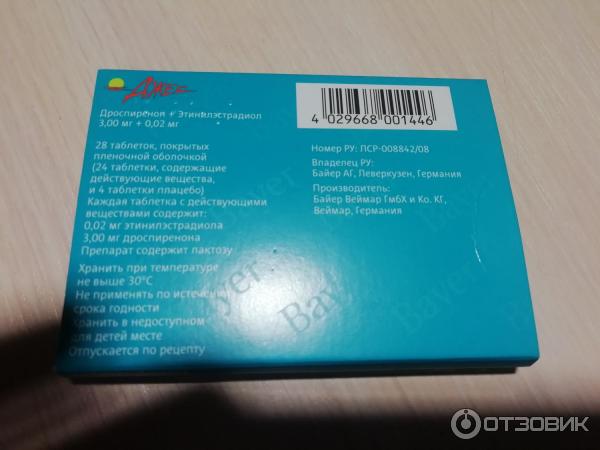 Джес
Дроспиренон + Этинилэстрадиол
3,00 мг + 0,02 мг
28 таблеток, покрытых
пленочной оболочкой
(24 таблетки, содержащие
действующие вещества,
и 4 таблетки плацебо)
Каждая таблетка с действующими
веществами содержит:
0,02 мг этинилэстрадиола
3,00 мг дроспиренона
Препарат содержит лактозу
Хранить при температуре
не выше 30°C
Не применять по истечении
срока годности
Хранить в недоступном
для детей месте
Отпускается по рецепту
4 029668 001446
Номер РУ: ЛСР-008842/08
Владелец РУ:
Байер АГ, Леверкузен, Германия
Производитель:
Байер Веймар ГмбХ и Ко. КГ,
Веймар, Германия
Bayer
Bayer
Bayer
Bayer
ОТЗОВИК